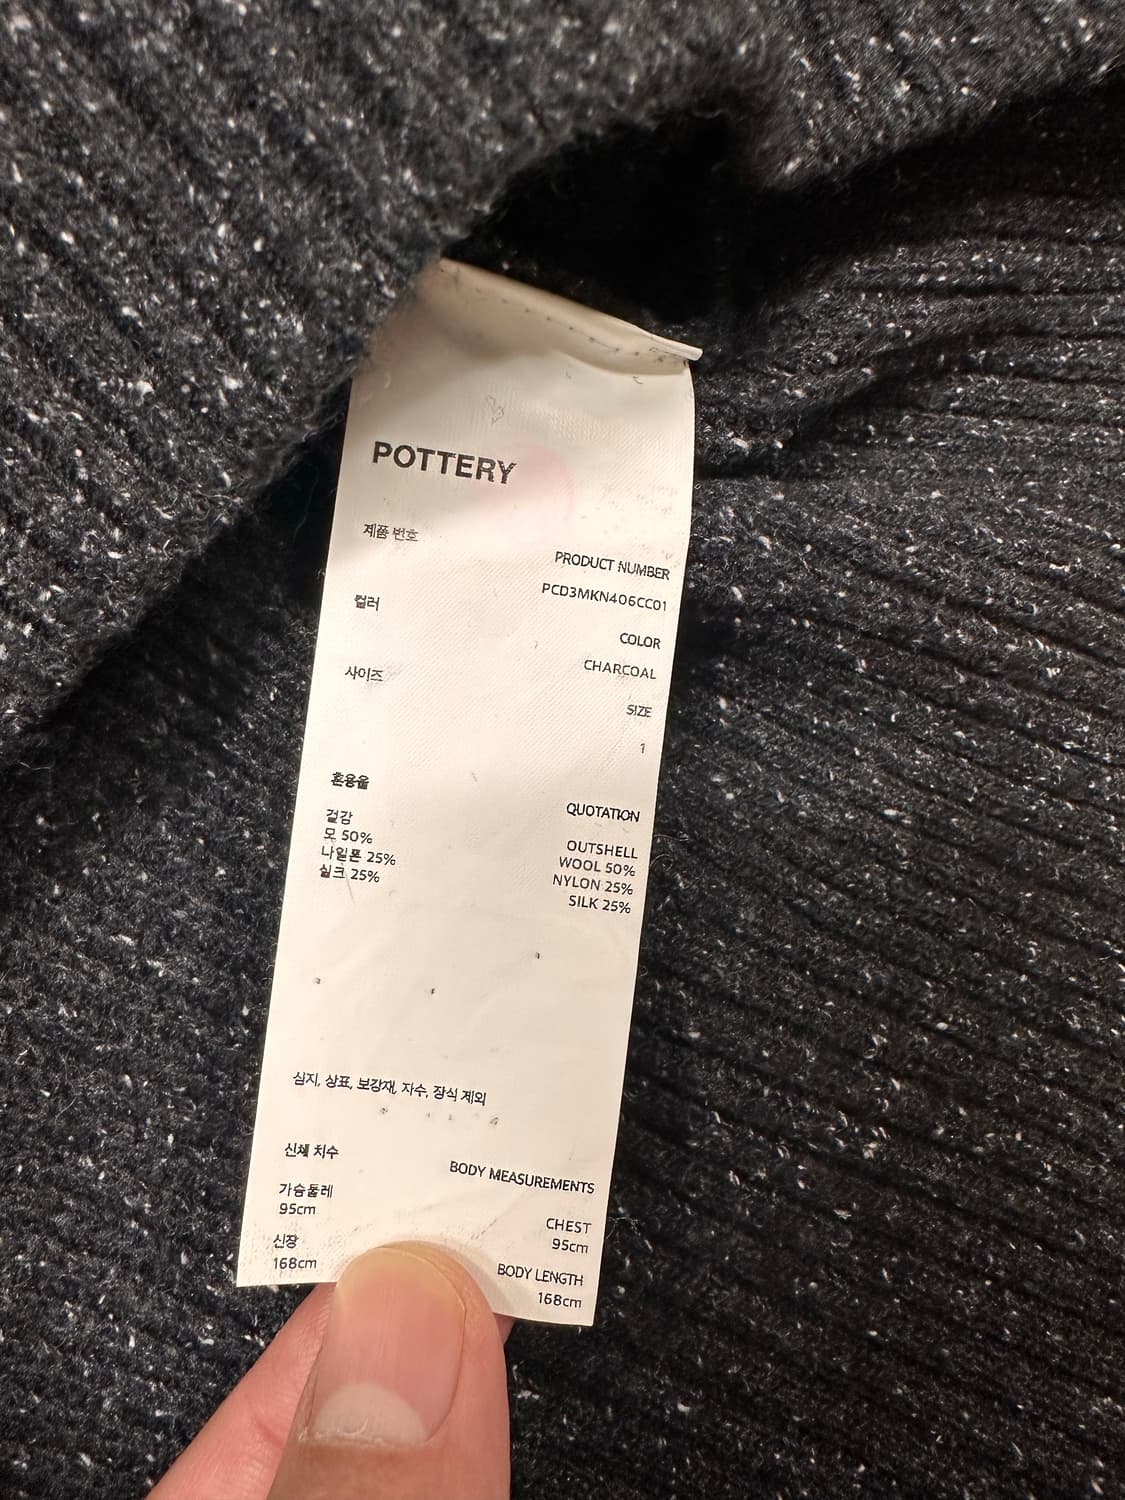 POTTERY
제품 번호
PRODUCT NUMBER
PCD3MKN406CC01
컬러
COLOR
CHARCOAL
사이즈
SIZE
1
혼용율
QUOTATION
겉감
모 50%
나일론 25%
실크 25%
OUTSHELL
WOOL 50%
NYLON 25%
SILK 25%
심지, 상표, 보강재, 자수, 장식 제외
신체 치수
BODY MEASUREMENTS
가슴둘레
95cm
CHEST
95cm
신장
168cm
BODY LENGTH
168cm